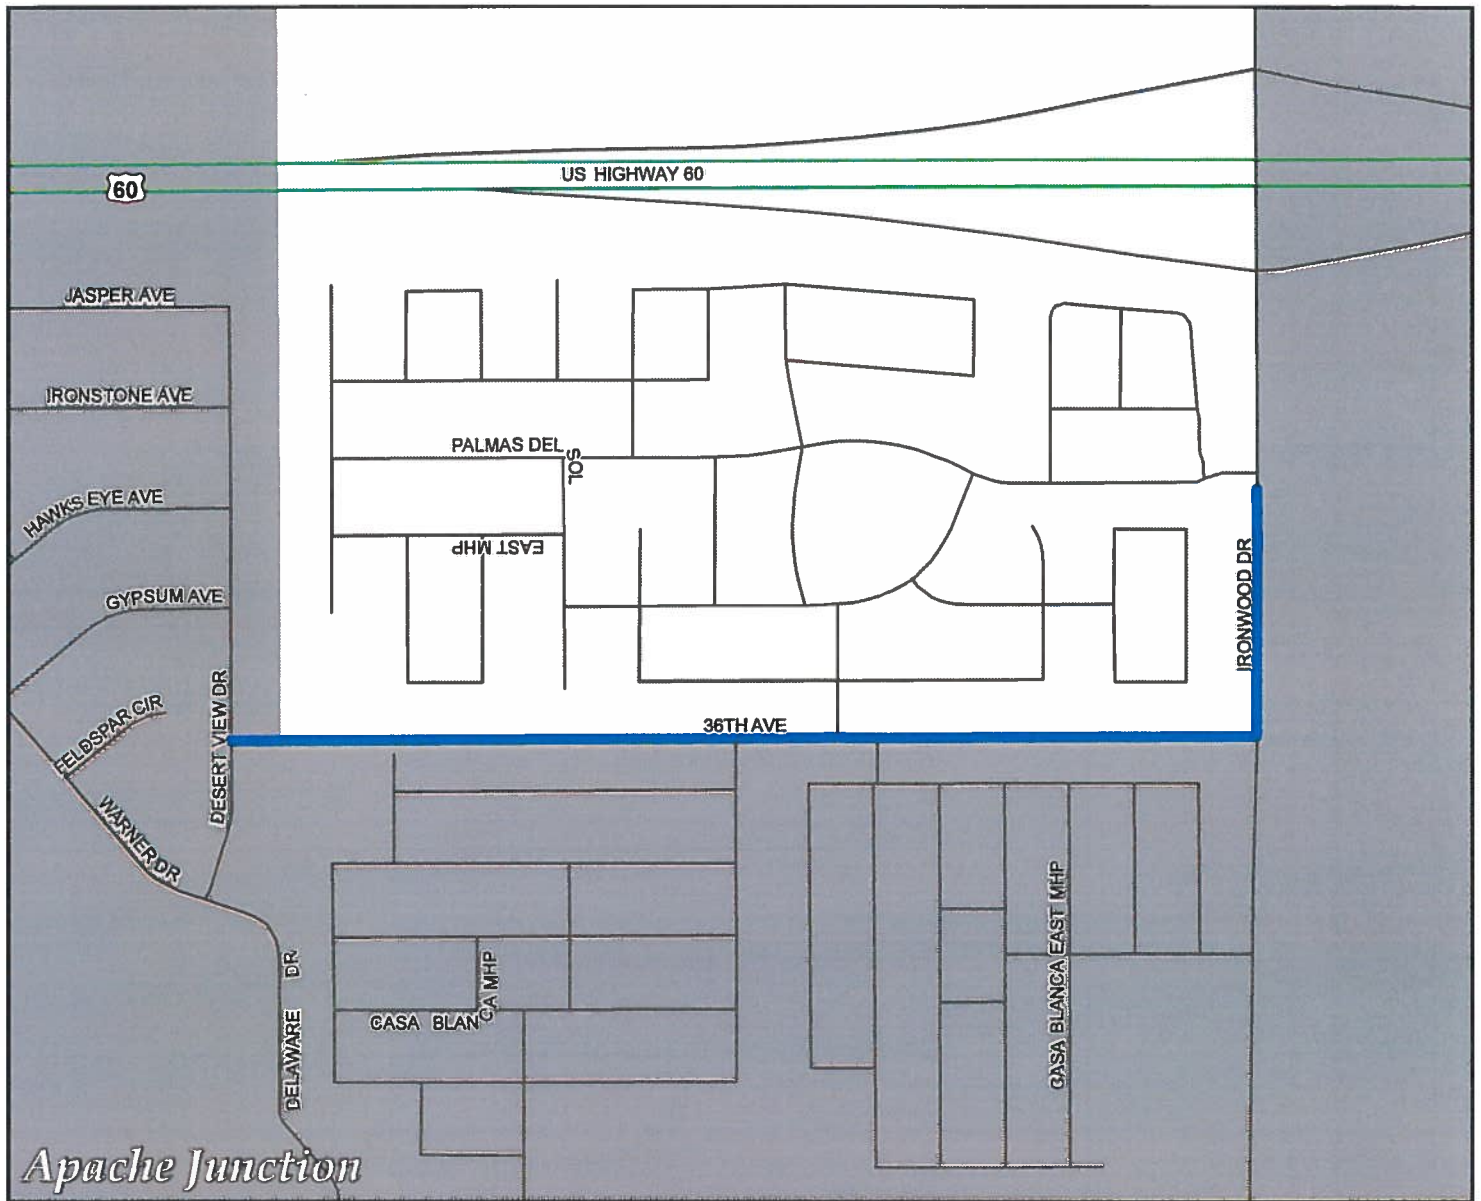 US HIGHWAY 60
60
JASPER AVE
IRONSTONE AVE
PALMAS DEL SOL
HAWKS EYE AVE
EAST MHP
GYPSUM AVE
IRONWOOD DR
FELDSPAR CIR
DESERT VIEW DR
36TH AVE
WARNER DR
CASA BLANCA MHP
CASA BLANCA EAST MHP
DELAWARE DR
Apache Junction